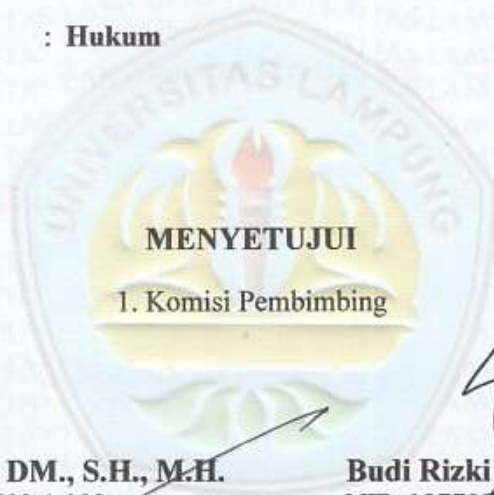 : Hukum
UNIVERSITAS LAMPUNG
MENYETUJUI
1. Komisi Pembimbing
DM., S.H., M.H. Budi Rizki